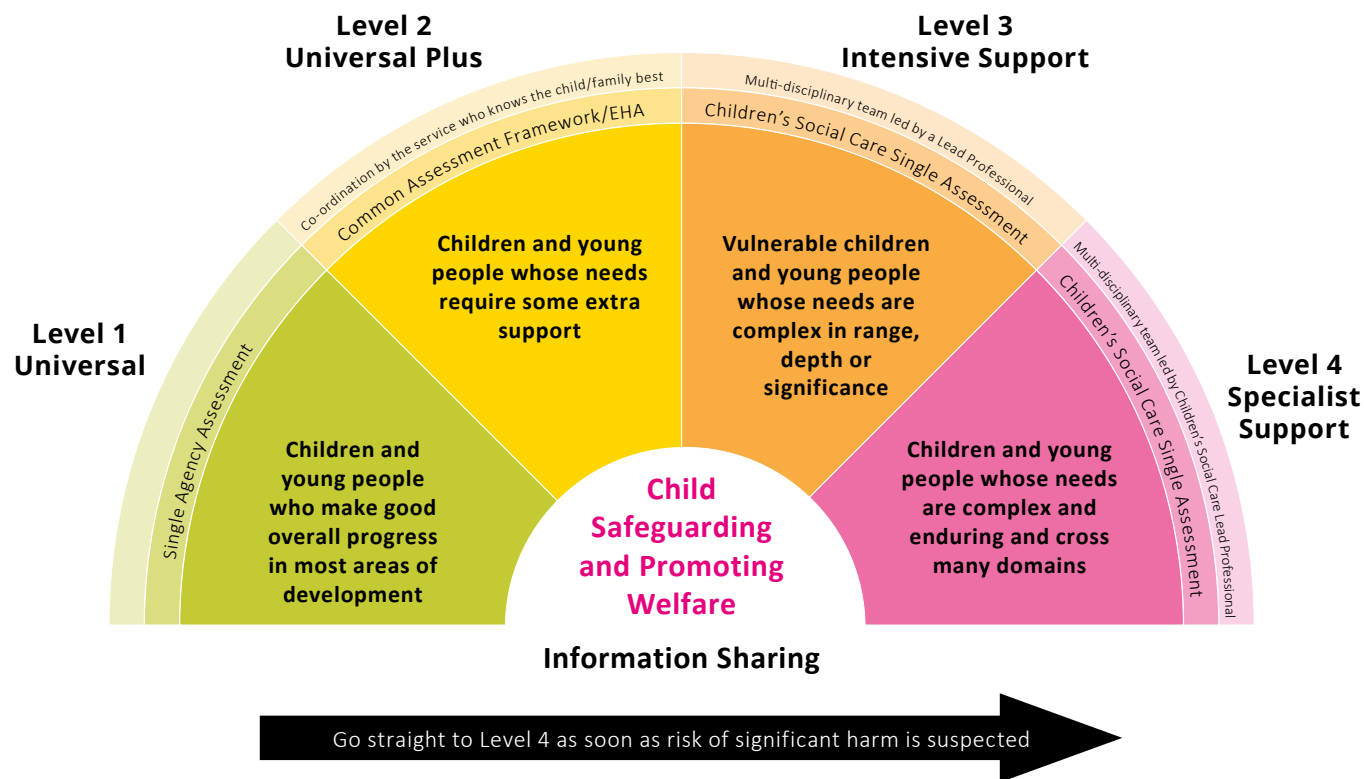 Level 1
Universal
Single Agency Assessment
Children and
young people
who make good
overall progress
in most areas of
development
Level 2
Universal Plus
Co-ordination by the service who knows the child/family best
Common Assessment Framework/EHA
Children and young
people whose needs
require some extra
support
Level 3
Intensive Support
Multi-disciplinary team led by a Lead Professional
Children’s Social Care Single Assessment
Vulnerable children
and young people
whose needs are
complex in range,
depth or
significance
Level 4
Specialist
Support
Multi-disciplinary team led by Children’s Social Care Lead Professional
Children’s Social Care Single Assessment
Children and young
people whose needs
are complex and
enduring and cross
many domains
Child
Safeguarding
and Promoting
Welfare
Information Sharing
Go straight to Level 4 as soon as risk of significant harm is suspected